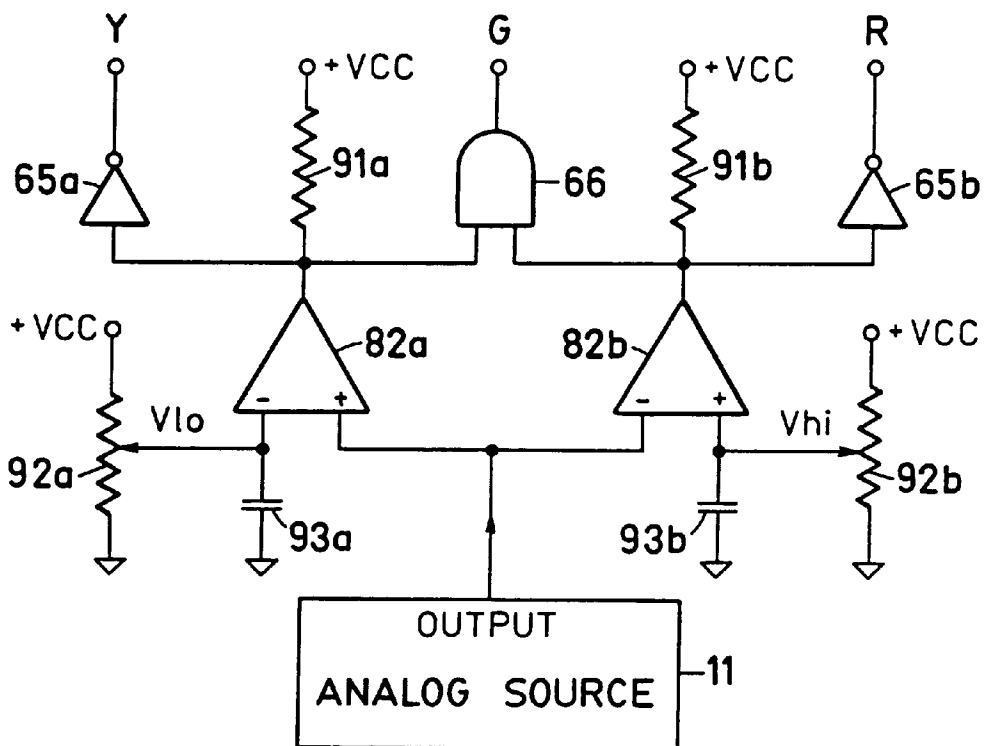 Y G R
+VCC +VCC
65a 91a 66 91b 65b
+VCC 82a 82b +VCC
- + - +
Vlo Vhi
92a 93a 93b 92b
OUTPUT
11
ANALOG SOURCE